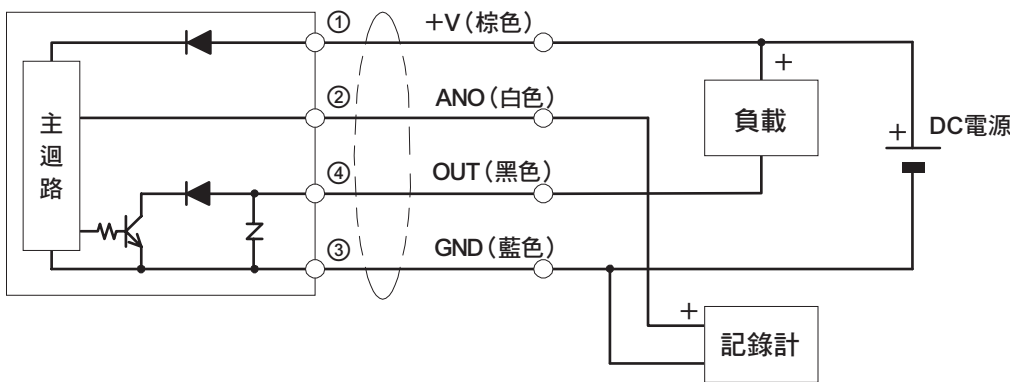 ① +V(棕色)
+
② ANO(白色)
主迴路
負載
+ DC電源
④ OUT(黑色)
③ GND(藍色)
+
記錄計